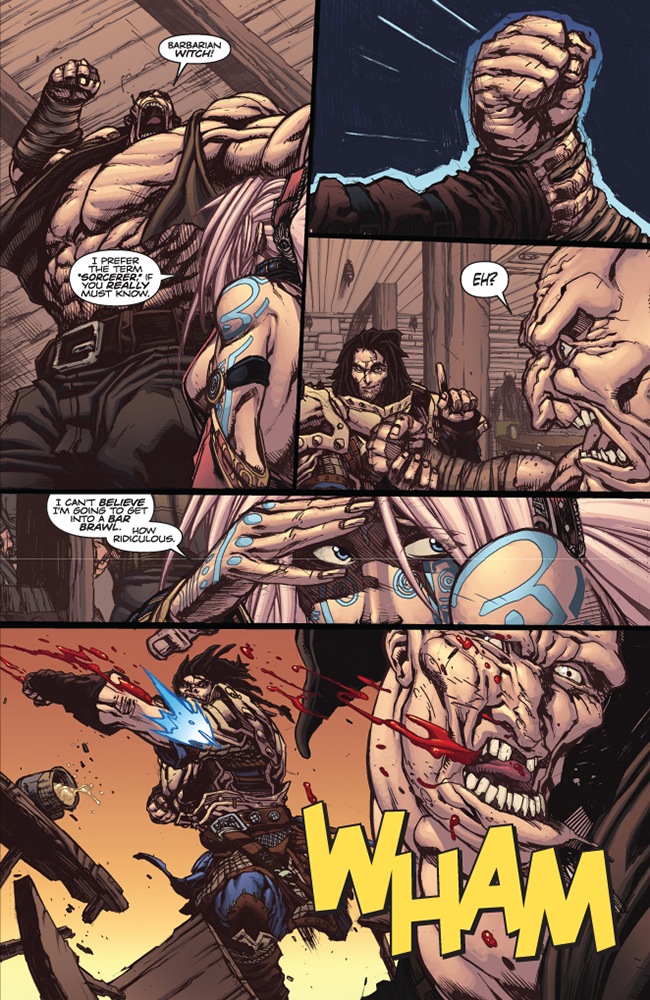 BARBARIAN
WITCH!
I PREFER
THE TERM
"SORCERER," IF
YOU REALLY
MUST KNOW.
EH?
I CAN'T BELIEVE
I'M GOING TO GET
INTO A BAR
BRAWL.
HOW
RIDICULOUS.
WHAM